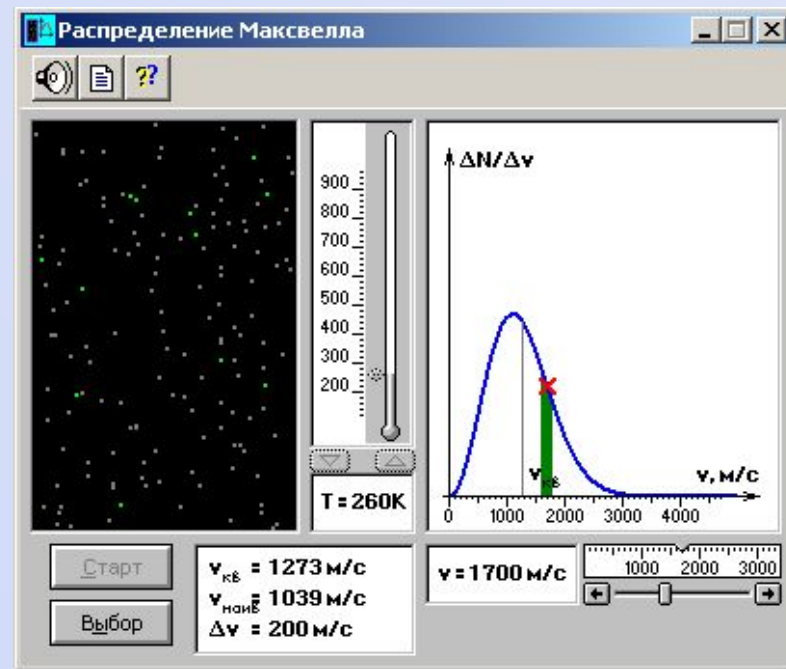 Распределение Максвелла
??
900
800
700
600
500
400
300
200
T = 260K
ΔN/Δv
vкв
v, м/с
0 1000 2000 3000 4000
Старт
Выбор
vкв = 1273 м/с
vнаив = 1039 м/с
Δv = 200 м/с
v = 1700 м/с
1000 2000 3000